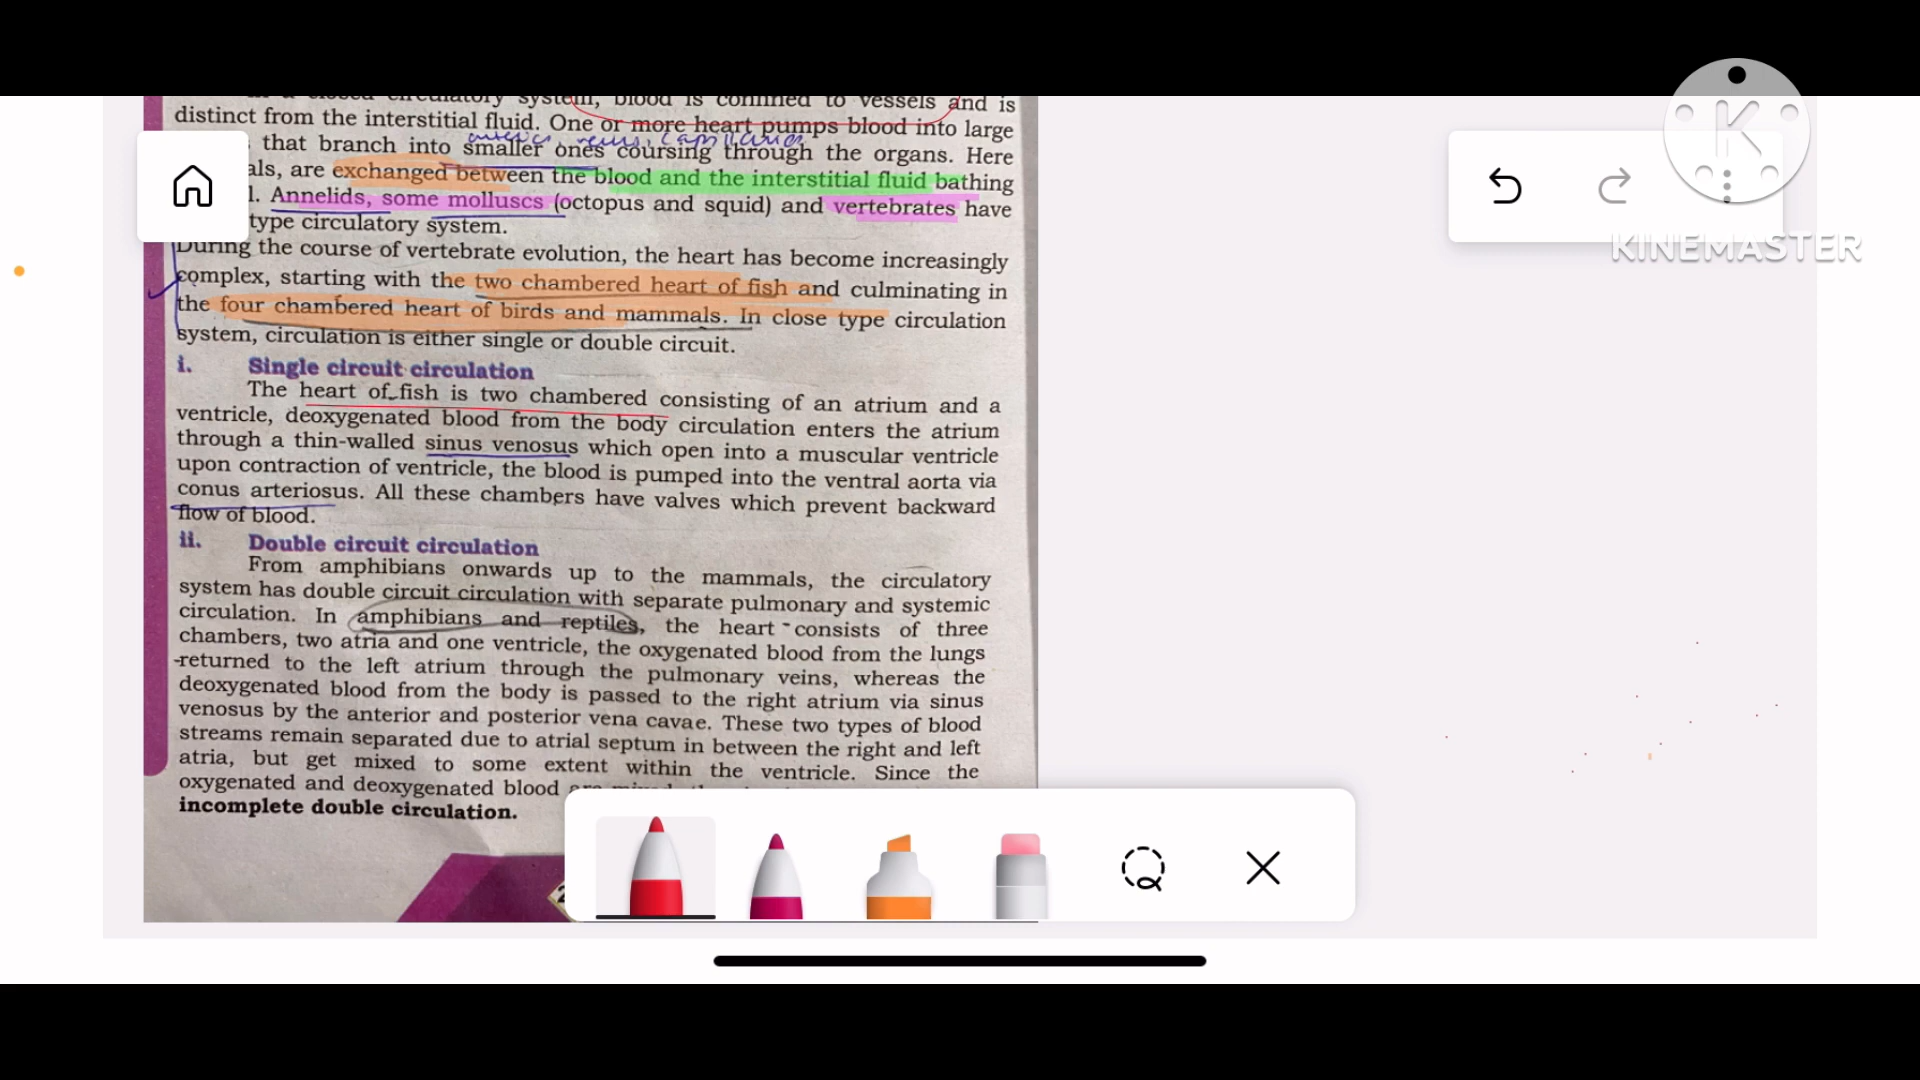 closed circulatory system, blood is confined to vessels and is
distinct from the interstitial fluid. One or more heart pumps blood into large
veins, capillaries
that branch into smaller ones coursing through the organs. Here
als, are exchanged between the blood and the interstitial fluid bathing
l. Annelids, some molluscs (octopus and squid) and vertebrates have
type circulatory system.
During the course of vertebrate evolution, the heart has become increasingly
complex, starting with the two chambered heart of fish and culminating in
the four chambered heart of birds and mammals. In close type circulation
system, circulation is either single or double circuit.
i. Single circuit circulation
The heart of fish is two chambered consisting of an atrium and a
ventricle, deoxygenated blood from the body circulation enters the atrium
through a thin-walled sinus venosus which open into a muscular ventricle
upon contraction of ventricle, the blood is pumped into the ventral aorta via
conus arteriosus. All these chambers have valves which prevent backward
flow of blood.
ii. Double circuit circulation
From amphibians onwards up to the mammals, the circulatory
system has double circuit circulation with separate pulmonary and systemic
circulation. In amphibians and reptiles, the heart consists of three
chambers, two atria and one ventricle, the oxygenated blood from the lungs
returned to the left atrium through the pulmonary veins, whereas the
deoxygenated blood from the body is passed to the right atrium via sinus
venosus by the anterior and posterior vena cavae. These two types of blood
streams remain separated due to atrial septum in between the right and left
atria, but get mixed to some extent within the ventricle. Since the
oxygenated and deoxygenated blood
incomplete double circulation.
K
KINEMASTER